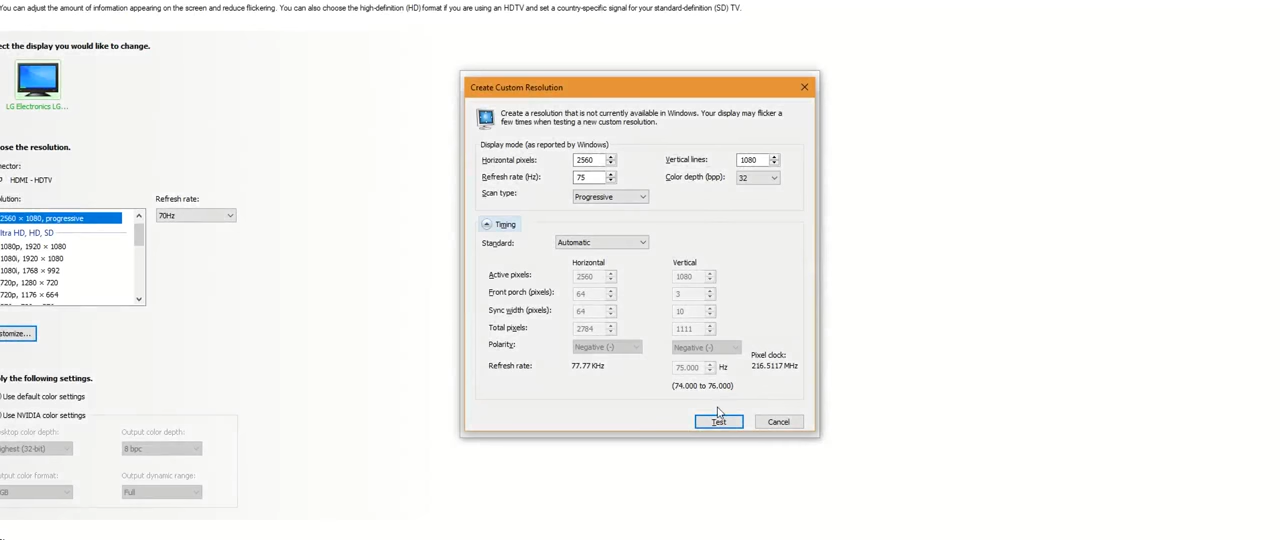 You can adjust the amount of information appearing on the screen and reduce flickering. You can also choose the high-definition (HD) format if you are using an HDTV and set a country-specific signal for your standard-definition (SD) TV.
ect the display you would like to change.
LG Electronics LG...
ose the resolution.
nector:
HDMI - HDTV
lution:
Refresh rate:
2560 × 1080, progressive
70Hz
ltra HD, HD, SD
1080p, 1920 × 1080
1080i, 1920 × 1080
1080i, 1768 × 992
720p, 1280 × 720
720p, 1176 × 664
stomize...
ply the following settings.
Use default color settings
Use NVIDIA color settings
sktop color depth:
Output color depth:
ighest (32-bit)
8 bpc
utput color format:
Output dynamic range:
GB
Full
Create Custom Resolution
Create a resolution that is not currently available in Windows. Your display may flicker a
few times when testing a new custom resolution.
Display mode (as reported by Windows)
Horizontal pixels: 2560 Vertical lines: 1080
Refresh rate (Hz): 75 Color depth (bpp): 32
Scan type: Progressive
Timing
Standard: Automatic
Horizontal Vertical
Active pixels: 2560 1080
Front porch (pixels): 64 3
Sync width (pixels): 64 10
Total pixels: 2784 1111
Polarity: Negative (-) Negative (-)
Pixel clock:
Refresh rate: 77.77 KHz 75.000 Hz 216.5117 MHz
(74.000 to 76.000)
Test Cancel